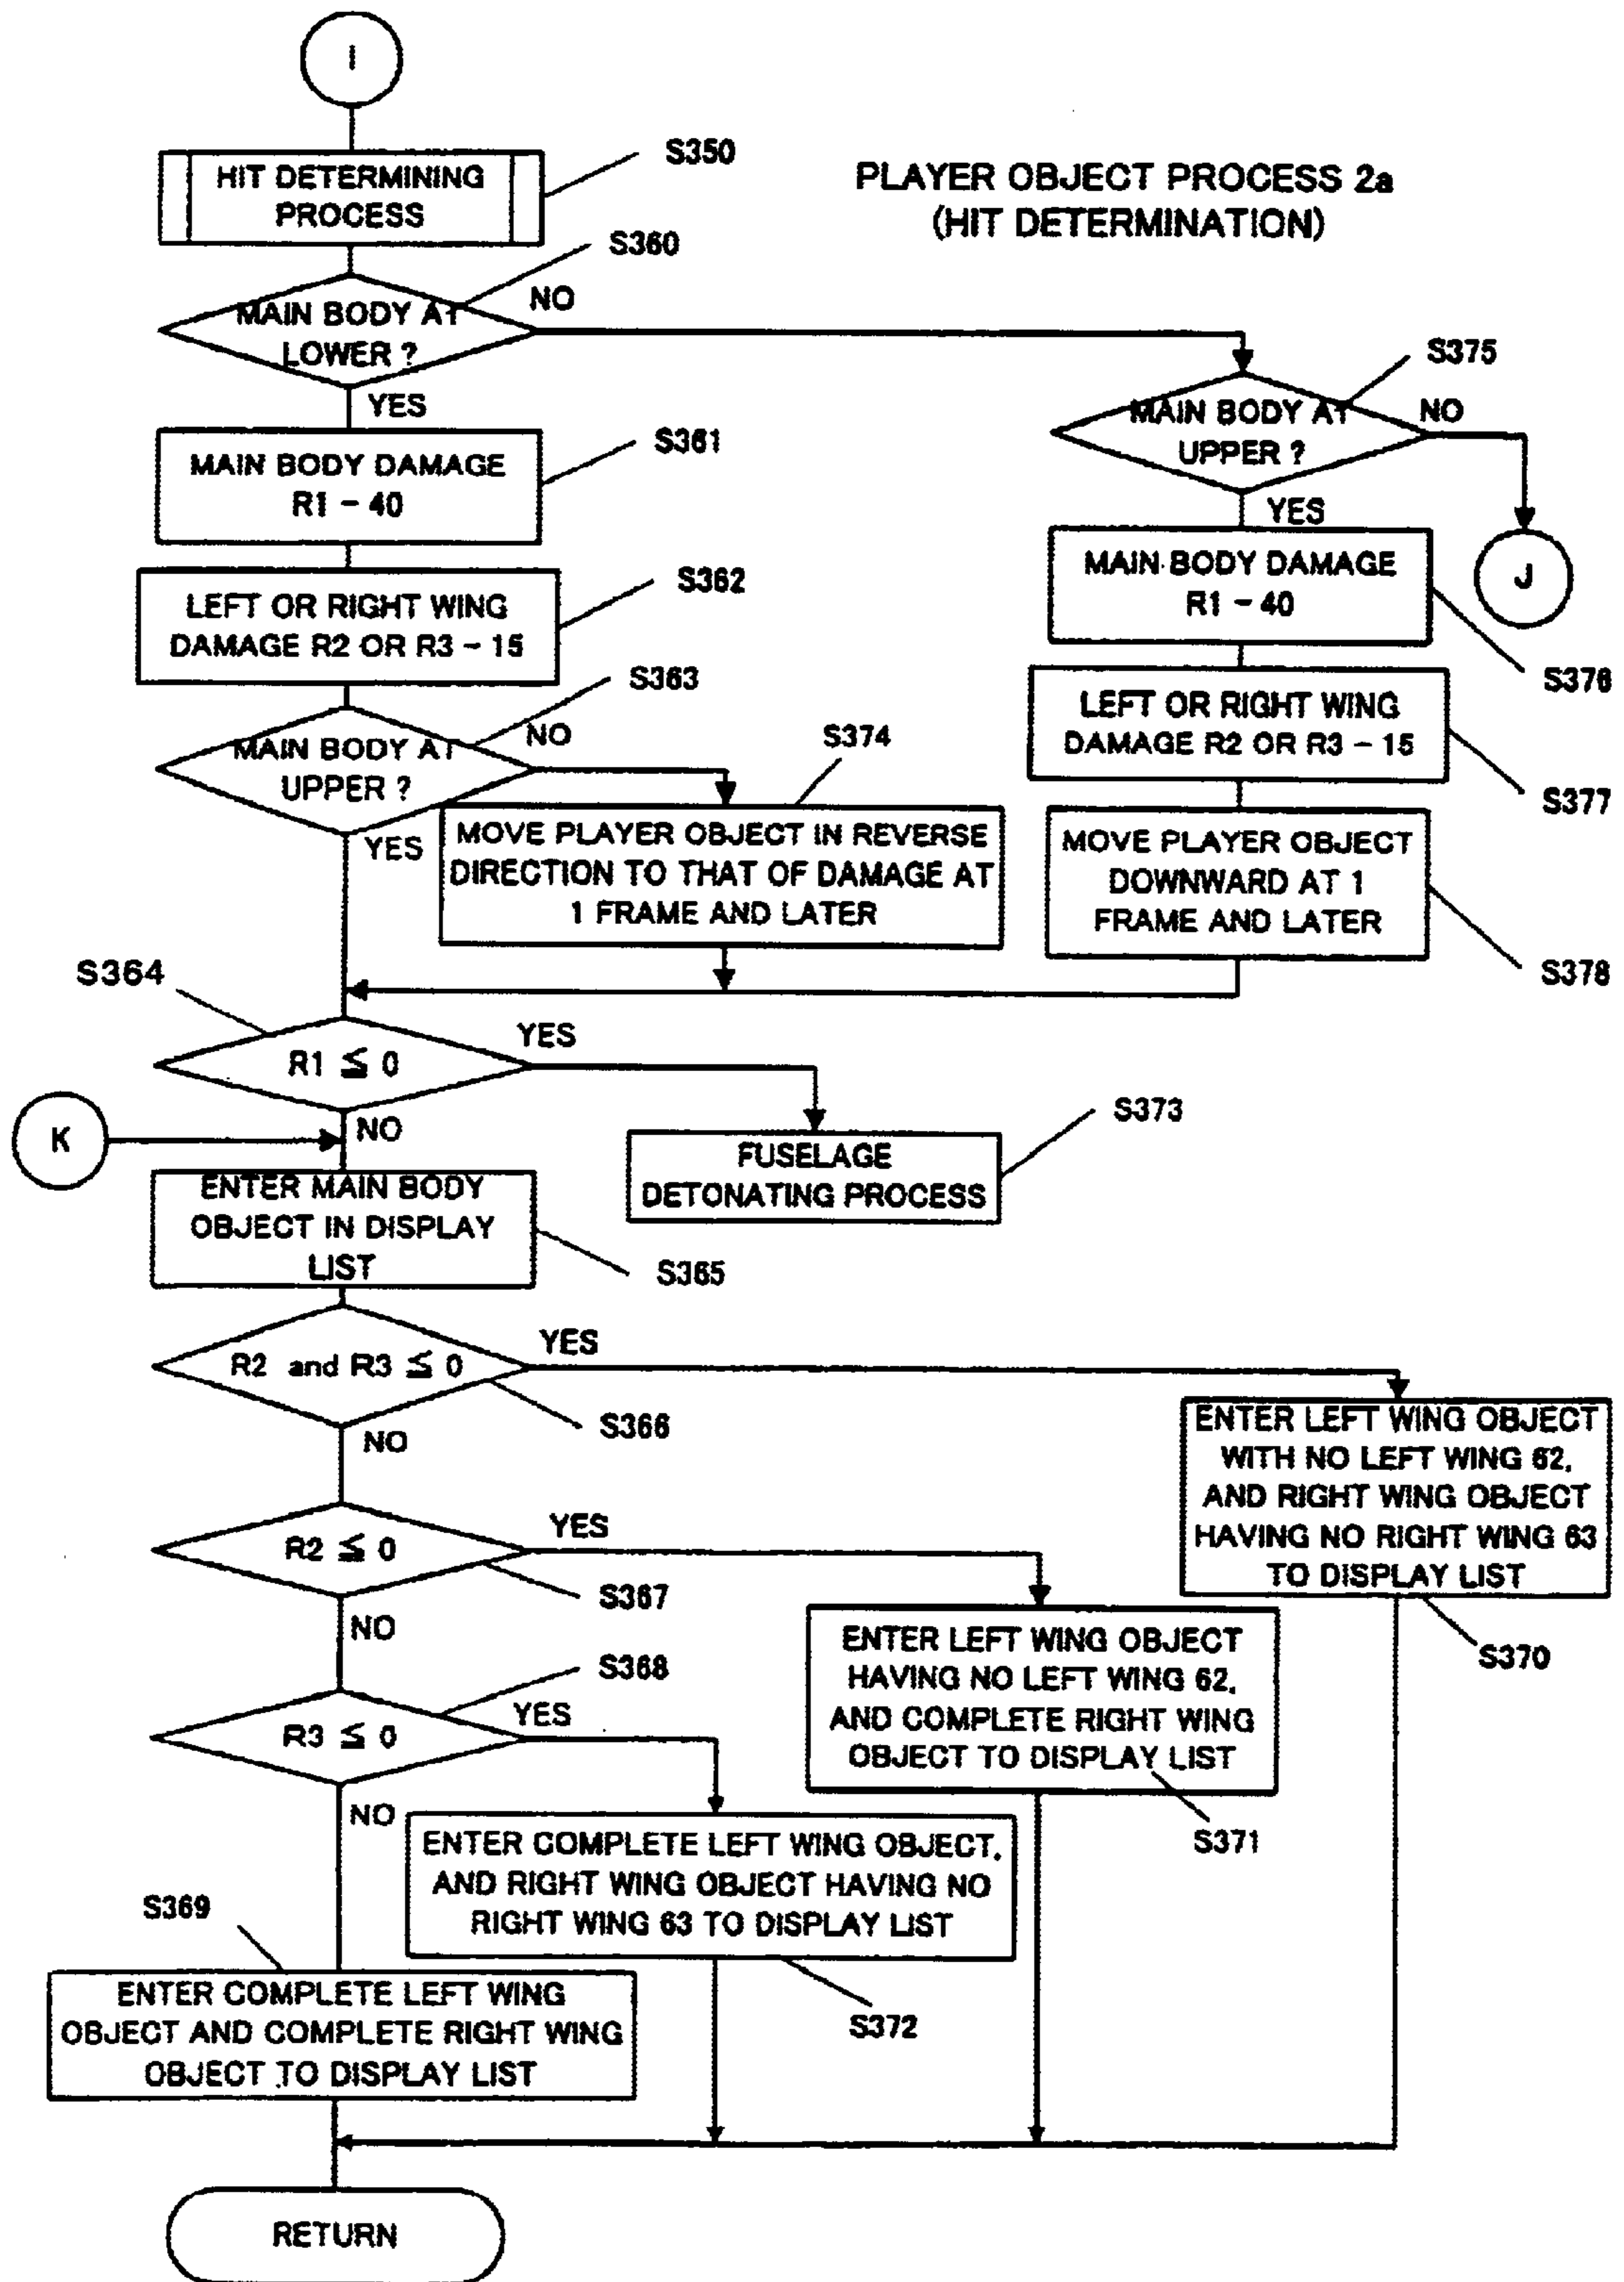 I
HIT DETERMINING
PROCESS
S350
PLAYER OBJECT PROCESS 2a
(HIT DETERMINATION)
S360
MAIN BODY AT
LOWER ?
NO
YES
S375
MAIN BODY AT
UPPER ?
NO
YES
J
MAIN BODY DAMAGE
R1 – 40
S361
MAIN BODY DAMAGE
R1 – 40
S376
LEFT OR RIGHT WING
DAMAGE R2 OR R3 – 15
S362
LEFT OR RIGHT WING
DAMAGE R2 OR R3 – 15
S377
S363
MAIN BODY AT
UPPER ?
NO
YES
S374
MOVE PLAYER OBJECT IN REVERSE
DIRECTION TO THAT OF DAMAGE AT
1 FRAME AND LATER
MOVE PLAYER OBJECT
DOWNWARD AT 1
FRAME AND LATER
S378
S364
R1 ≦ 0
YES
NO
K
S373
FUSELAGE
DETONATING PROCESS
ENTER MAIN BODY
OBJECT IN DISPLAY
LIST
S365
R2 and R3 ≦ 0
YES
S366
NO
ENTER LEFT WING OBJECT
WITH NO LEFT WING 62,
AND RIGHT WING OBJECT
HAVING NO RIGHT WING 63
TO DISPLAY LIST
S370
R2 ≦ 0
YES
S367
NO
ENTER LEFT WING OBJECT
HAVING NO LEFT WING 62,
AND COMPLETE RIGHT WING
OBJECT TO DISPLAY LIST
S371
S368
R3 ≦ 0
YES
NO
ENTER COMPLETE LEFT WING OBJECT,
AND RIGHT WING OBJECT HAVING NO
RIGHT WING 63 TO DISPLAY LIST
S372
S369
ENTER COMPLETE LEFT WING
OBJECT AND COMPLETE RIGHT WING
OBJECT TO DISPLAY LIST
RETURN